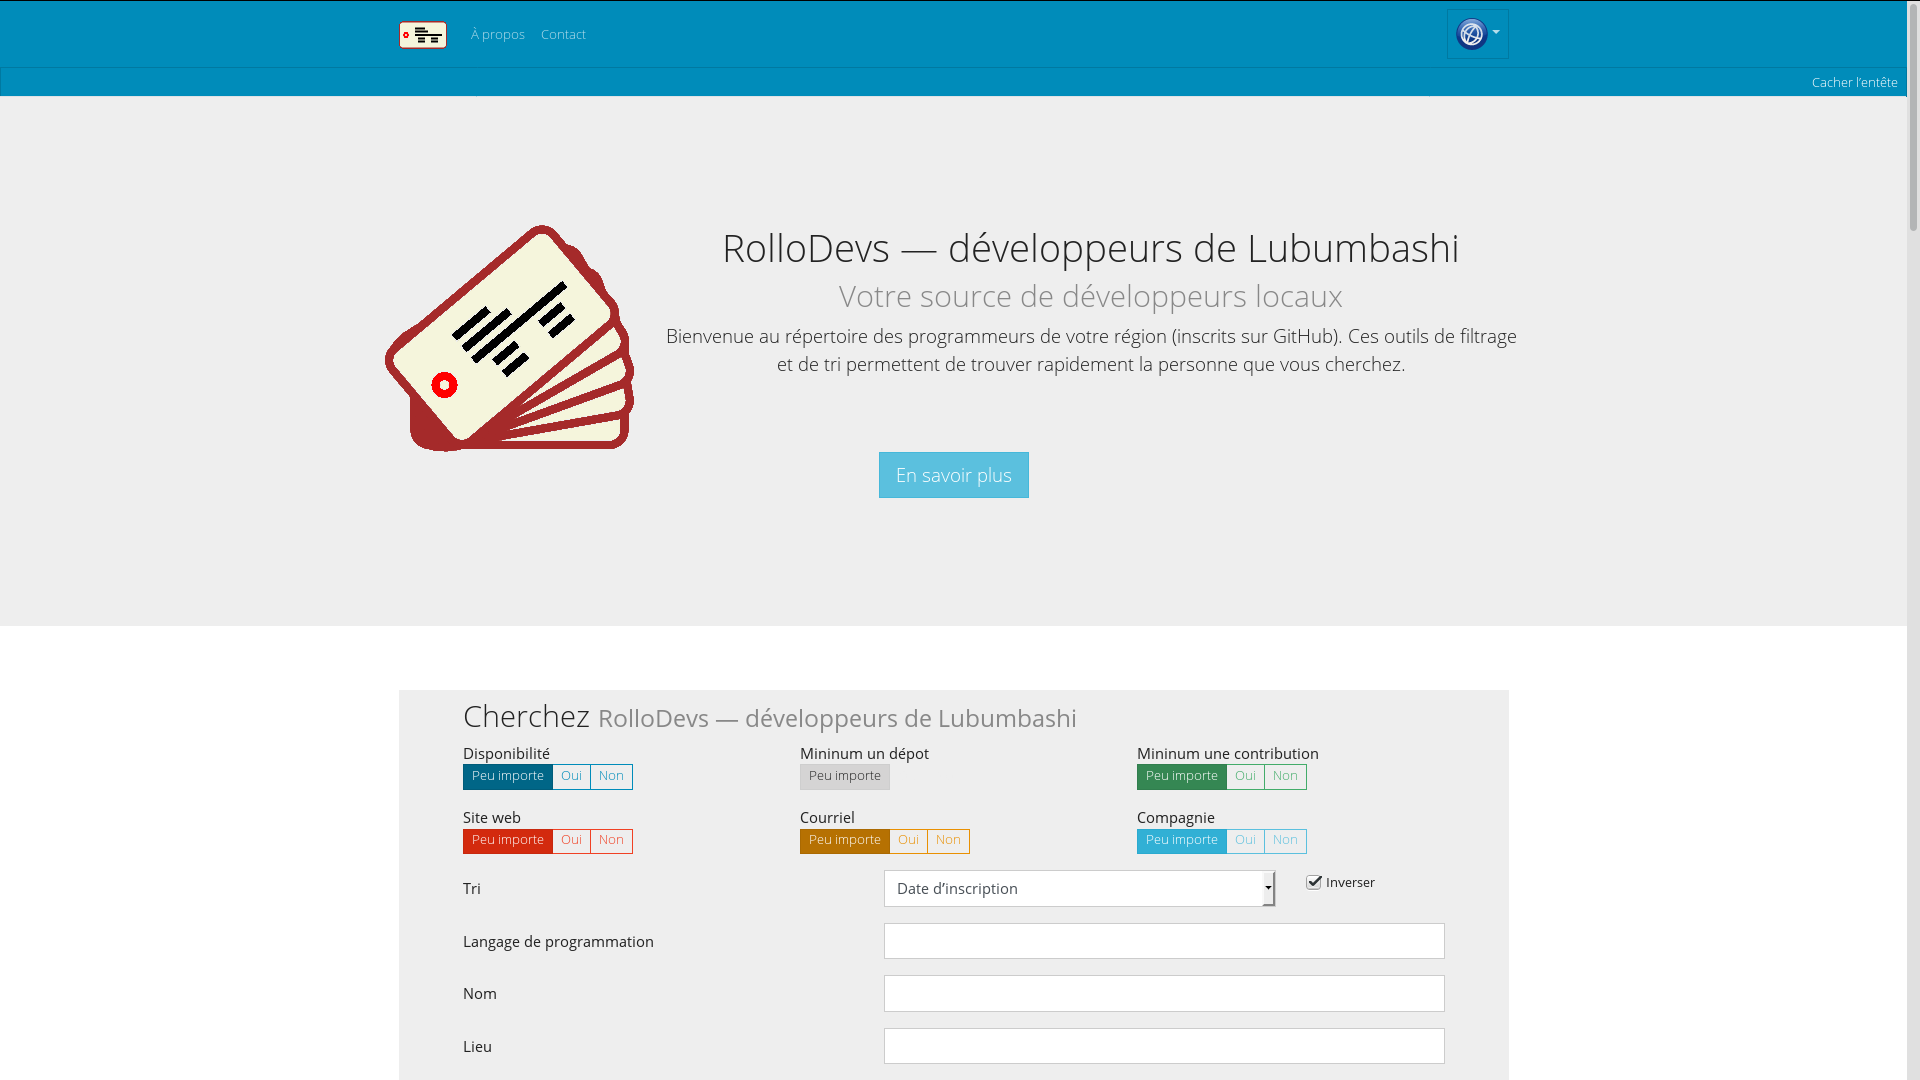 À propos
Contact
Cacher l’entête
RolloDevs — développeurs de Lubumbashi
Votre source de développeurs locaux
Bienvenue au répertoire des programmeurs de votre région (inscrits sur GitHub). Ces outils de filtrage
et de tri permettent de trouver rapidement la personne que vous cherchez.
En savoir plus
Cherchez RolloDevs — développeurs de Lubumbashi
Disponibilité
Peu importe Oui Non
Mininum un dépot
Peu importe
Mininum une contribution
Peu importe Oui Non
Site web
Peu importe Oui Non
Courriel
Peu importe Oui Non
Compagnie
Peu importe Oui Non
Tri
Date d’inscription
Inverser
Langage de programmation
Nom
Lieu